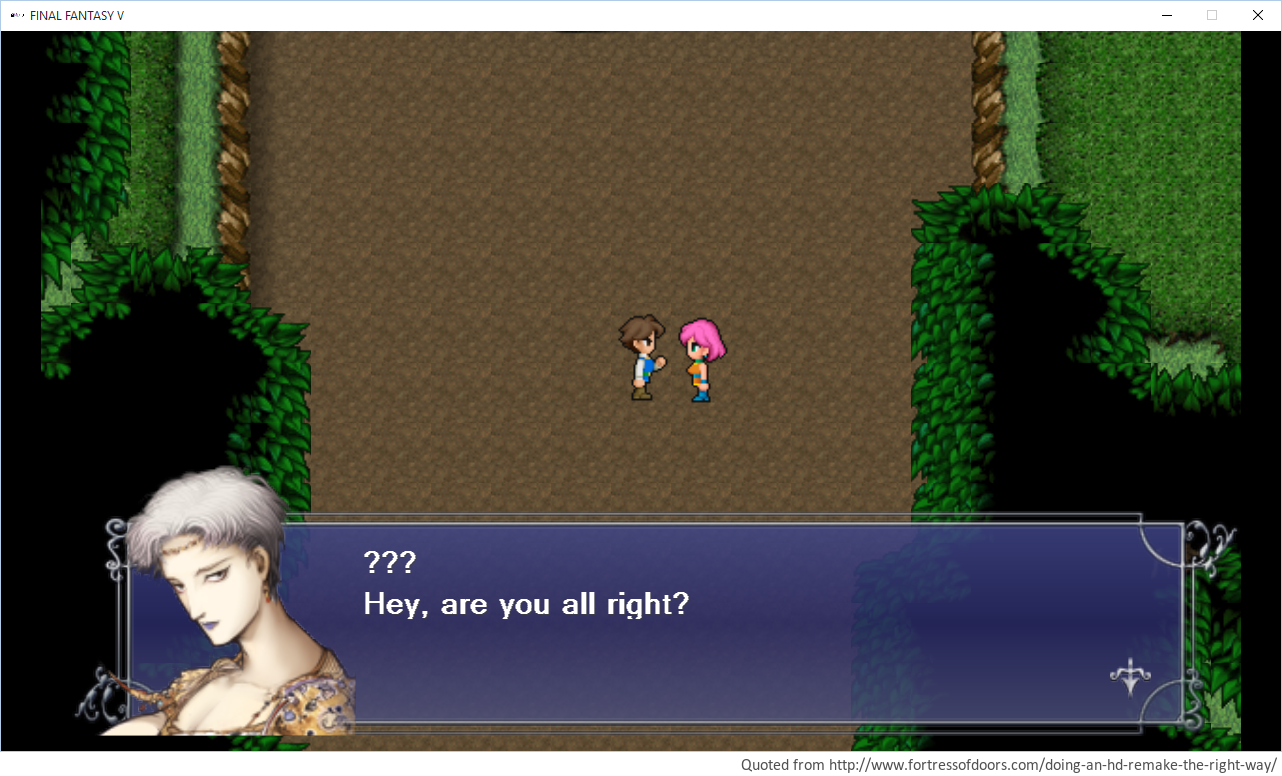 FINAL FANTASY V
???
Hey, are you all right?
Quoted from http://www.fortressofdoors.com/doing-an-hd-remake-the-right-way/